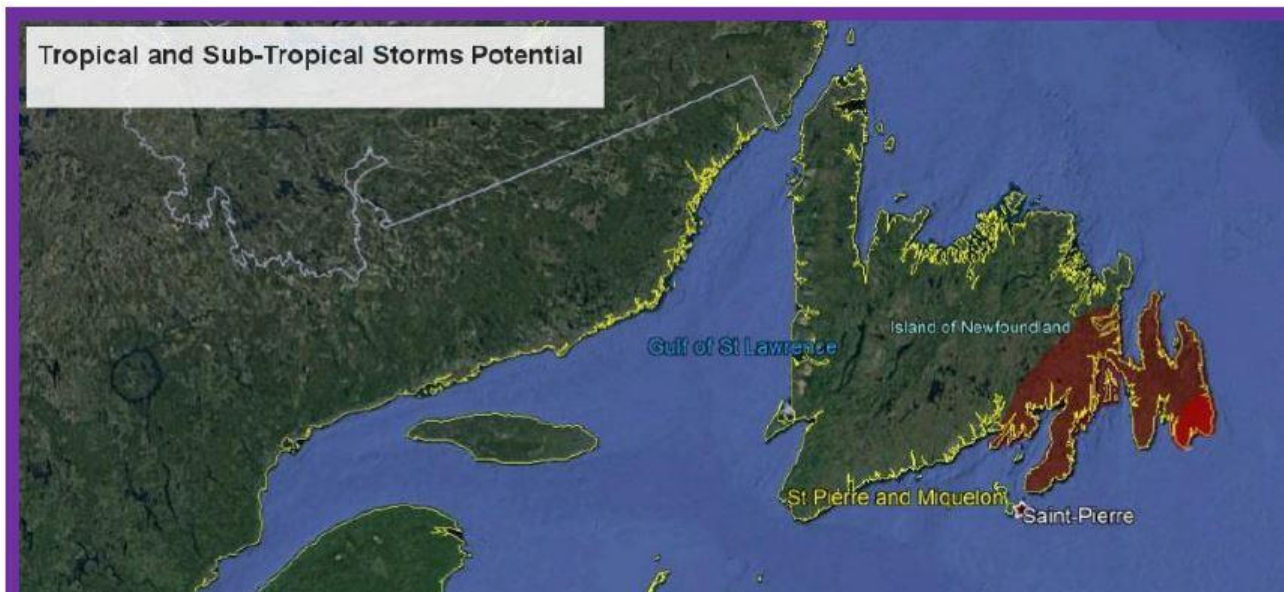 Tropical and Sub-Tropical Storms Potential
Island of Newfoundland
Gulf of St Lawrence
St Pierre and Miquelon
Saint-Pierre